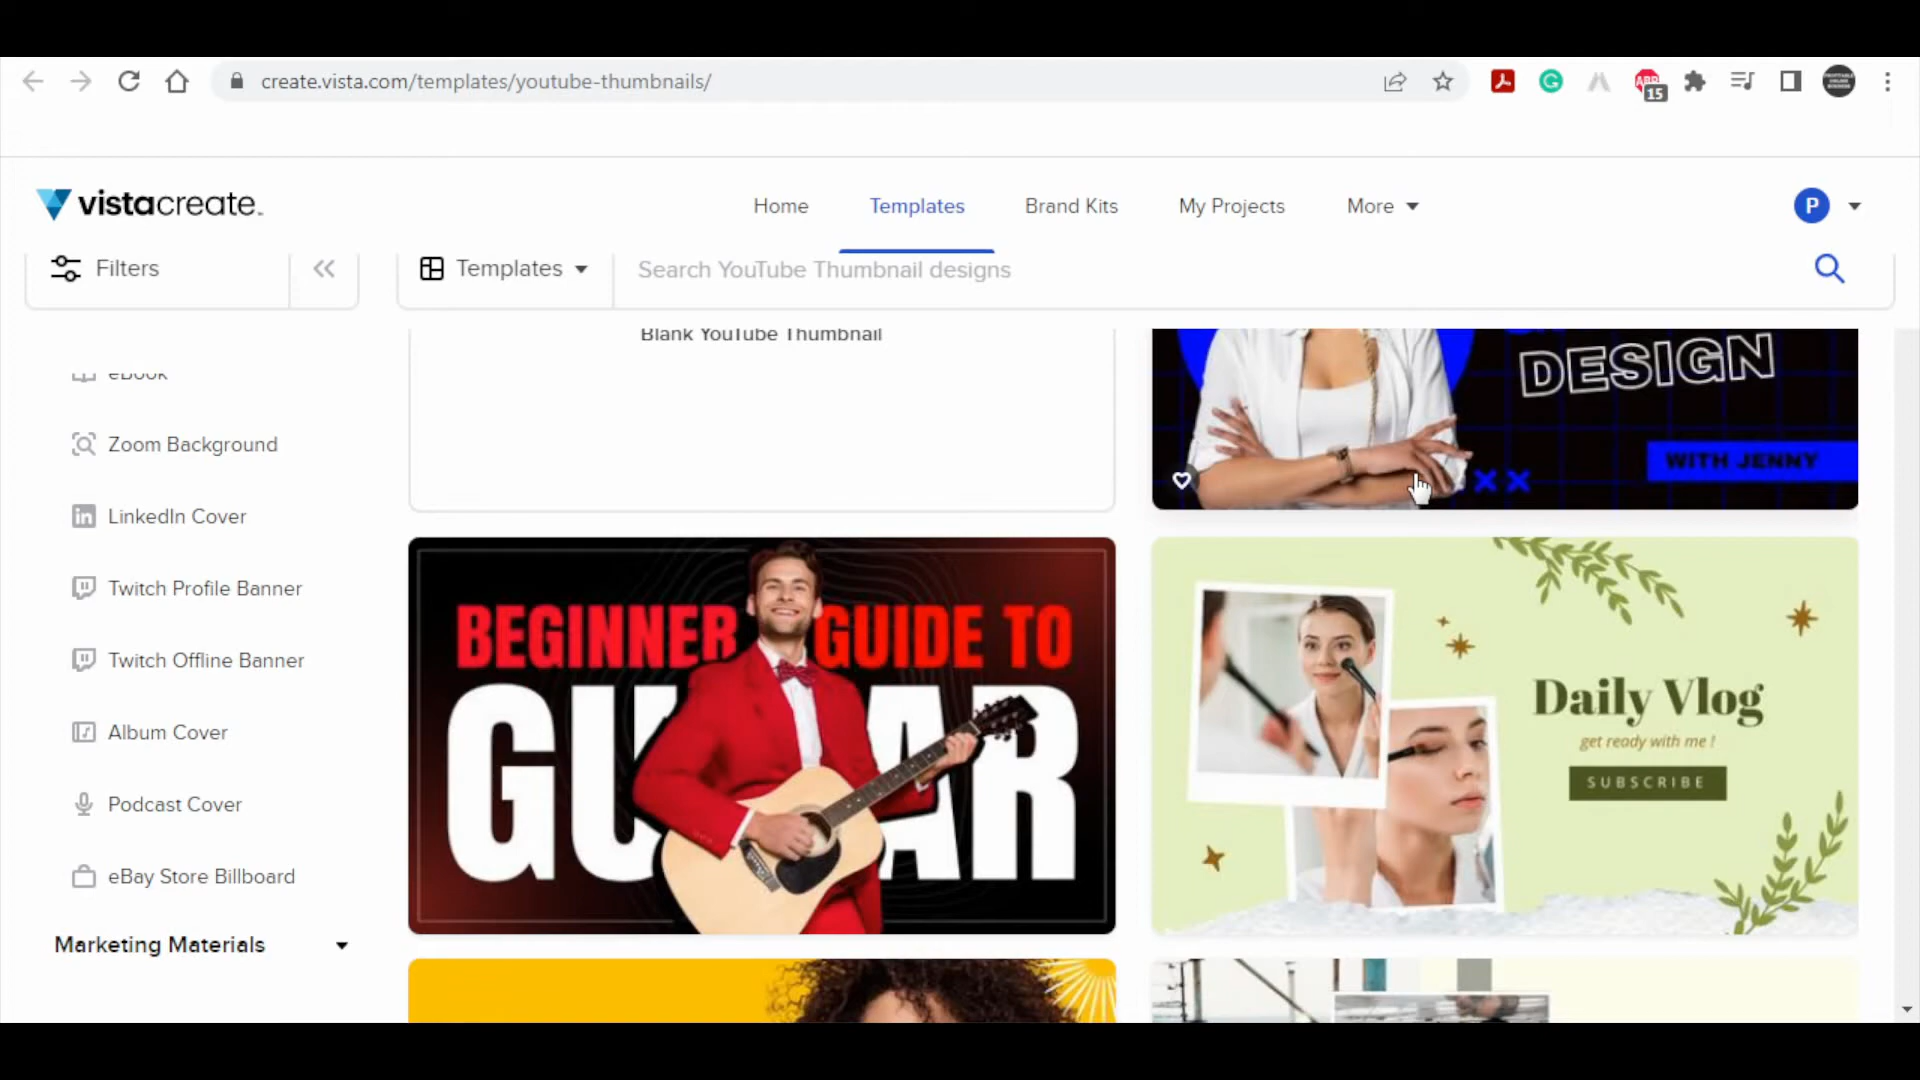 create.vista.com/templates/youtube-thumbnails/
15
vistacreate
Home
Templates
Brand Kits
My Projects
More
P
Filters
Templates
Search YouTube Thumbnail designs
Blank YouTube Thumbnail
eBook
Zoom Background
LinkedIn Cover
Twitch Profile Banner
Twitch Offline Banner
Album Cover
Podcast Cover
eBay Store Billboard
Marketing Materials
DESIGN
WITH JENNY
BEGINNER GUIDE TO
GU AR
Daily Vlog
get ready with me !
SUBSCRIBE